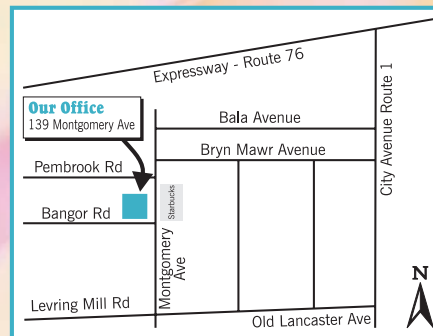 Expressway - Route 76
Our Office
139 Montgomery Ave
Bala Avenue
City Avenue Route 1
Bryn Mawr Avenue
Pembrook Rd
Starbucks
Bangor Rd
Montgomery
Ave
N
Levring Mill Rd
Old Lancaster Ave